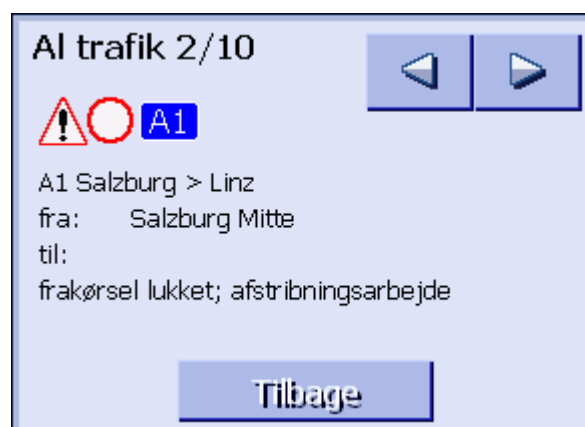 Al trafik 2/10
A1
A1 Salzburg > Linz
fra: Salzburg Mitte
til:
frakørsel lukket; afstribningsarbejde
Tilbage